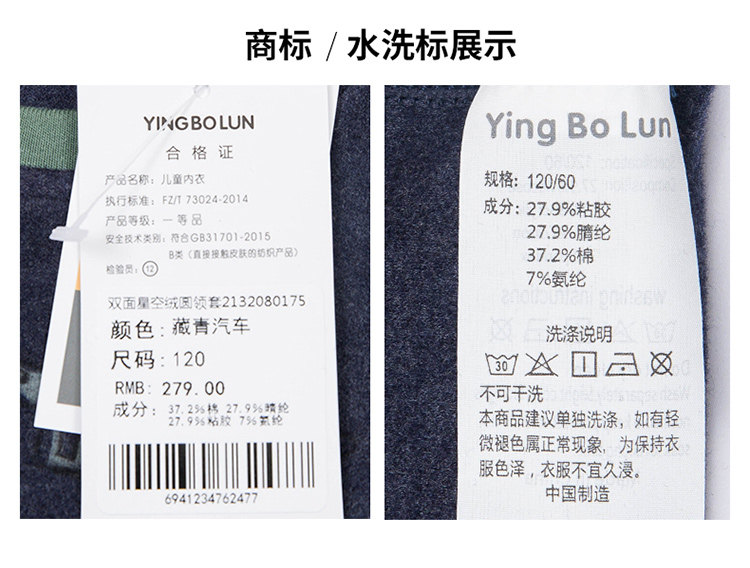 商标 / 水洗标展示
YINGBOLUN
合格证
产品名称: 儿童内衣
执行标准: FZ/T 73024-2014
产品等级: 一等品
安全技术类别: 符合GB31701-2015
B类 (直接接触皮肤的纺织产品)
检验员: 12
双面星空绒圆领套2132080175
颜色: 藏青汽车
尺码: 120
RMB: 279.00
成分: 37.2%棉 27.9%腈纶
27.9%粘胶 7%氨纶
6941234762477
Ying Bo Lun
规格: 120/60
成分: 27.9%粘胶
27.9%腈纶
37.2%棉
7%氨纶
洗涤说明
30
不可干洗
本商品建议单独洗涤, 如有轻
微褪色属正常现象, 为保持衣
服色泽, 衣服不宜久浸。
中国制造